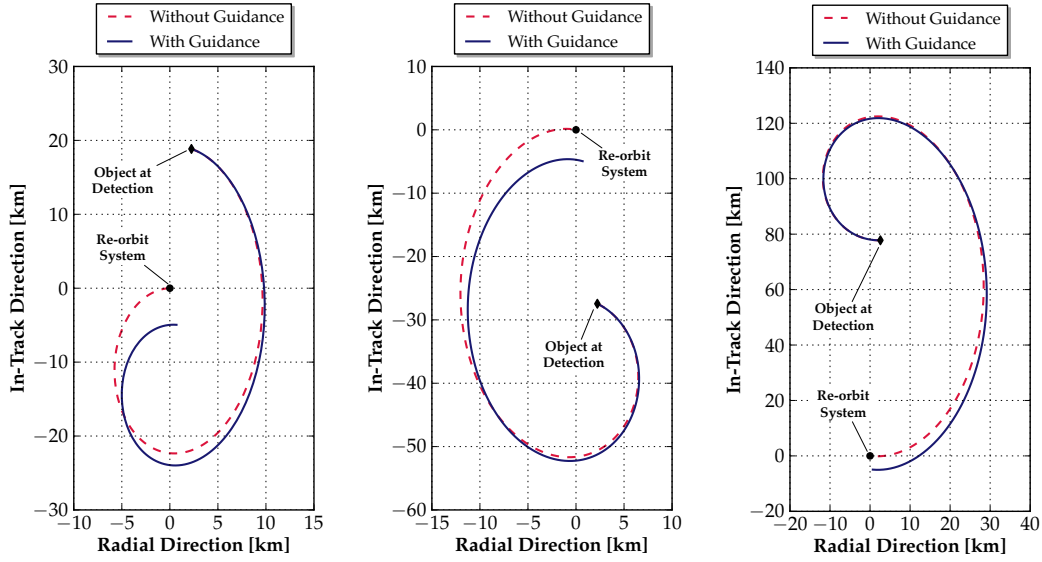 Without Guidance
With Guidance
30
20
10
0
−10
−20
−30
−10
−5
0
5
10
15
In-Track Direction [km]
Radial Direction [km]
Object at
Detection
Re-orbit
System
Without Guidance
With Guidance
10
0
−10
−20
−30
−40
−50
−60
−15
−10
−5
0
5
10
In-Track Direction [km]
Radial Direction [km]
Re-orbit
System
Object at
Detection
Without Guidance
With Guidance
140
120
100
80
60
40
20
0
−20
−20
−10
0
10
20
30
40
In-Track Direction [km]
Radial Direction [km]
Object at
Detection
Re-orbit
System